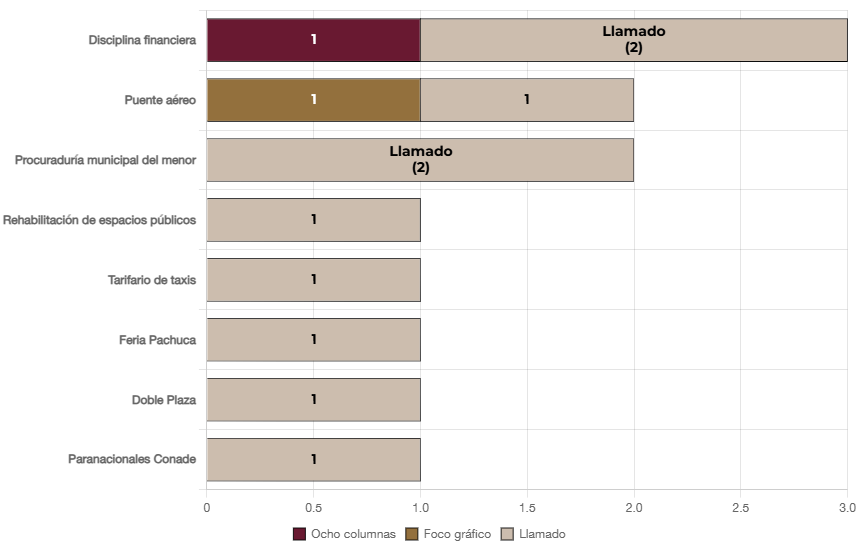 Disciplina financiera
1
Llamado
(2)
Puente aéreo
1
1
Procuraduría municipal del menor
Llamado
(2)
Rehabilitación de espacios públicos
1
Tarifario de taxis
1
Feria Pachuca
1
Doble Plaza
1
Paranacionales Conade
1
0 0.5 1.0 1.5 2.0 2.5 3.0
Ocho columnas Foco gráfico Llamado